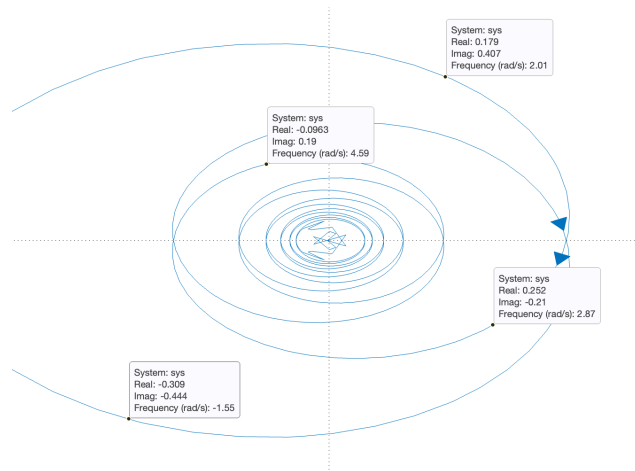 System: sys
Real: 0.179
Imag: 0.407
Frequency (rad/s): 2.01
System: sys
Real: -0.0963
Imag: 0.19
Frequency (rad/s): 4.59
System: sys
Real: 0.252
Imag: -0.21
Frequency (rad/s): 2.87
System: sys
Real: -0.309
Imag: -0.444
Frequency (rad/s): -1.55